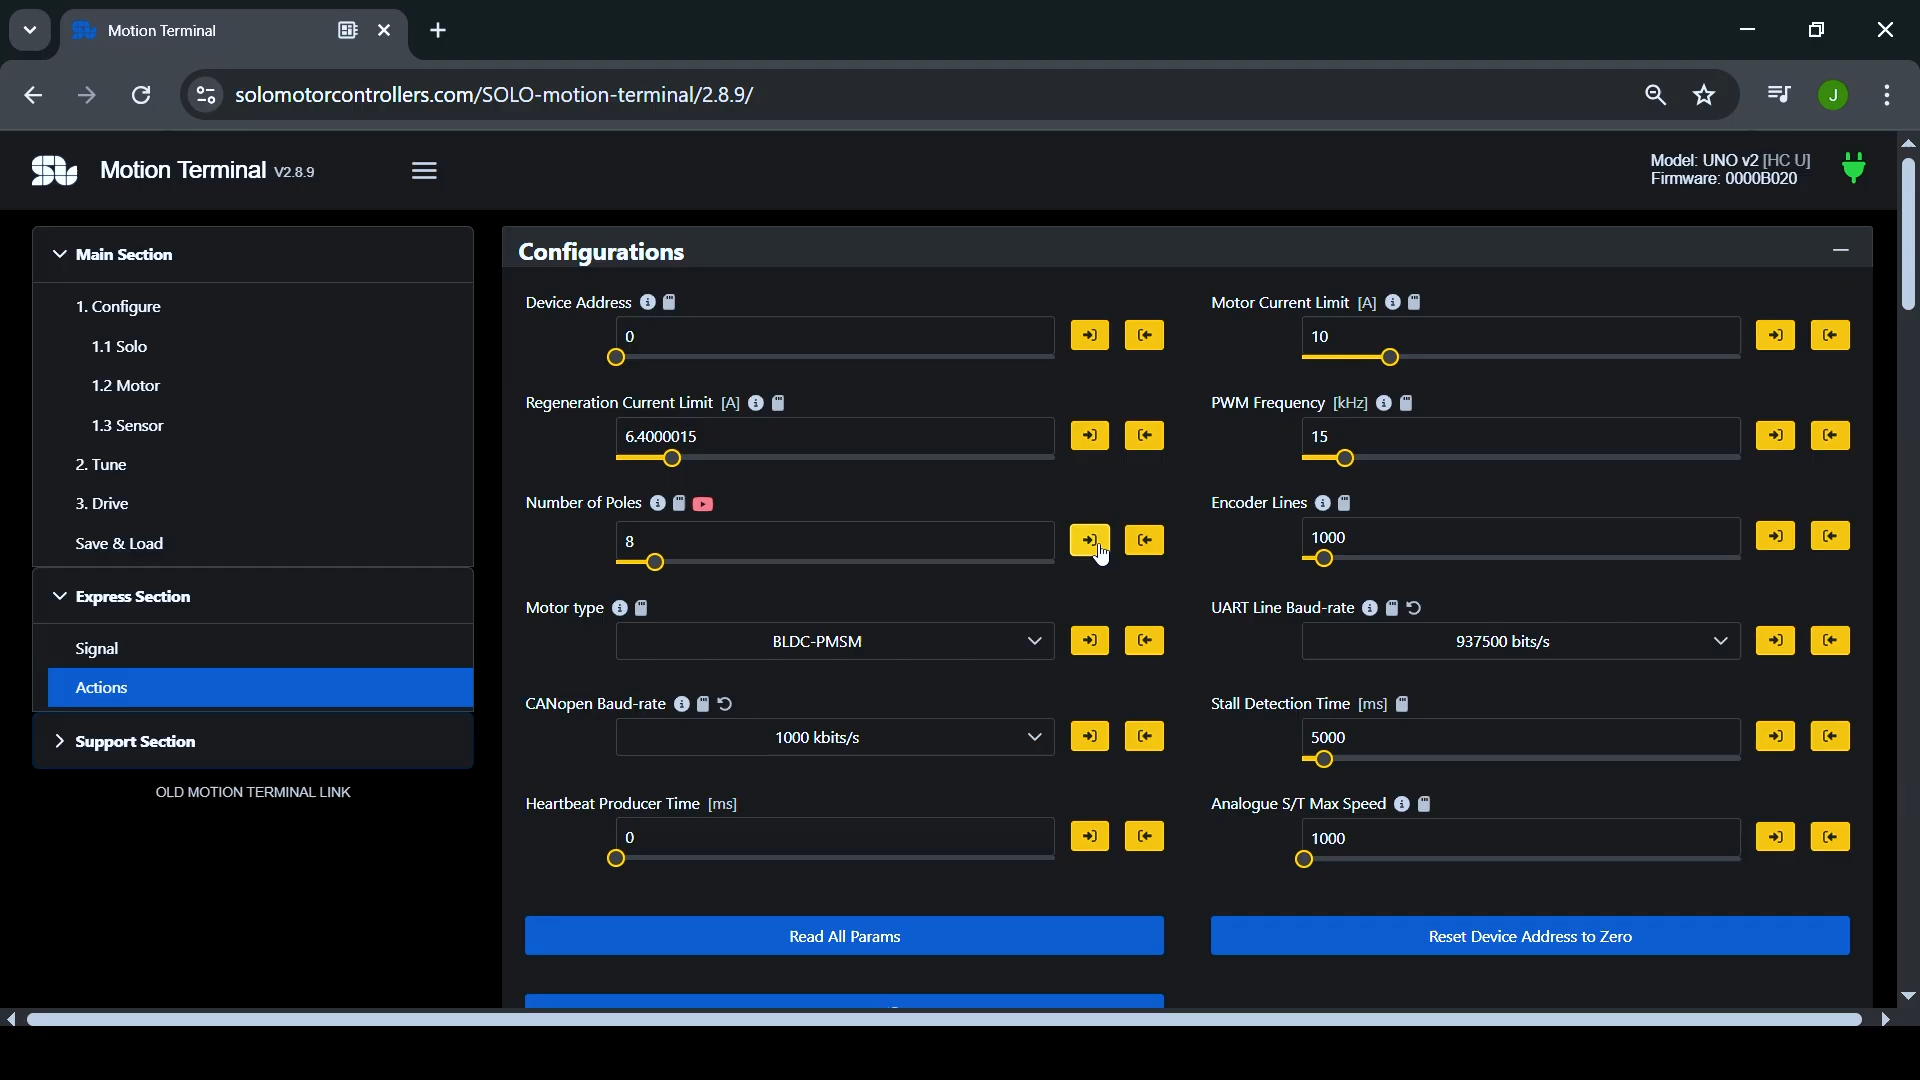 Motion Terminal
solomotorcontrollers.com/SOLO-motion-terminal/2.8.9/
J
Motion Terminal V2.8.9
Model: UNO v2 [HC U]
Firmware: 0000B020
Main Section
1. Configure
1.1 Solo
1.2 Motor
1.3 Sensor
2. Tune
3. Drive
Save & Load
Express Section
Signal
Actions
Support Section
OLD MOTION TERMINAL LINK
Configurations
Device Address
0
Motor Current Limit [A]
10
Regeneration Current Limit [A]
6.4000015
PWM Frequency [kHz]
15
Number of Poles
8
Encoder Lines
1000
Motor type
BLDC-PMSM
UART Line Baud-rate
937500 bits/s
CANopen Baud-rate
1000 kbits/s
Stall Detection Time [ms]
5000
Heartbeat Producer Time [ms]
0
Analogue S/T Max Speed
1000
Read All Params
Reset Device Address to Zero